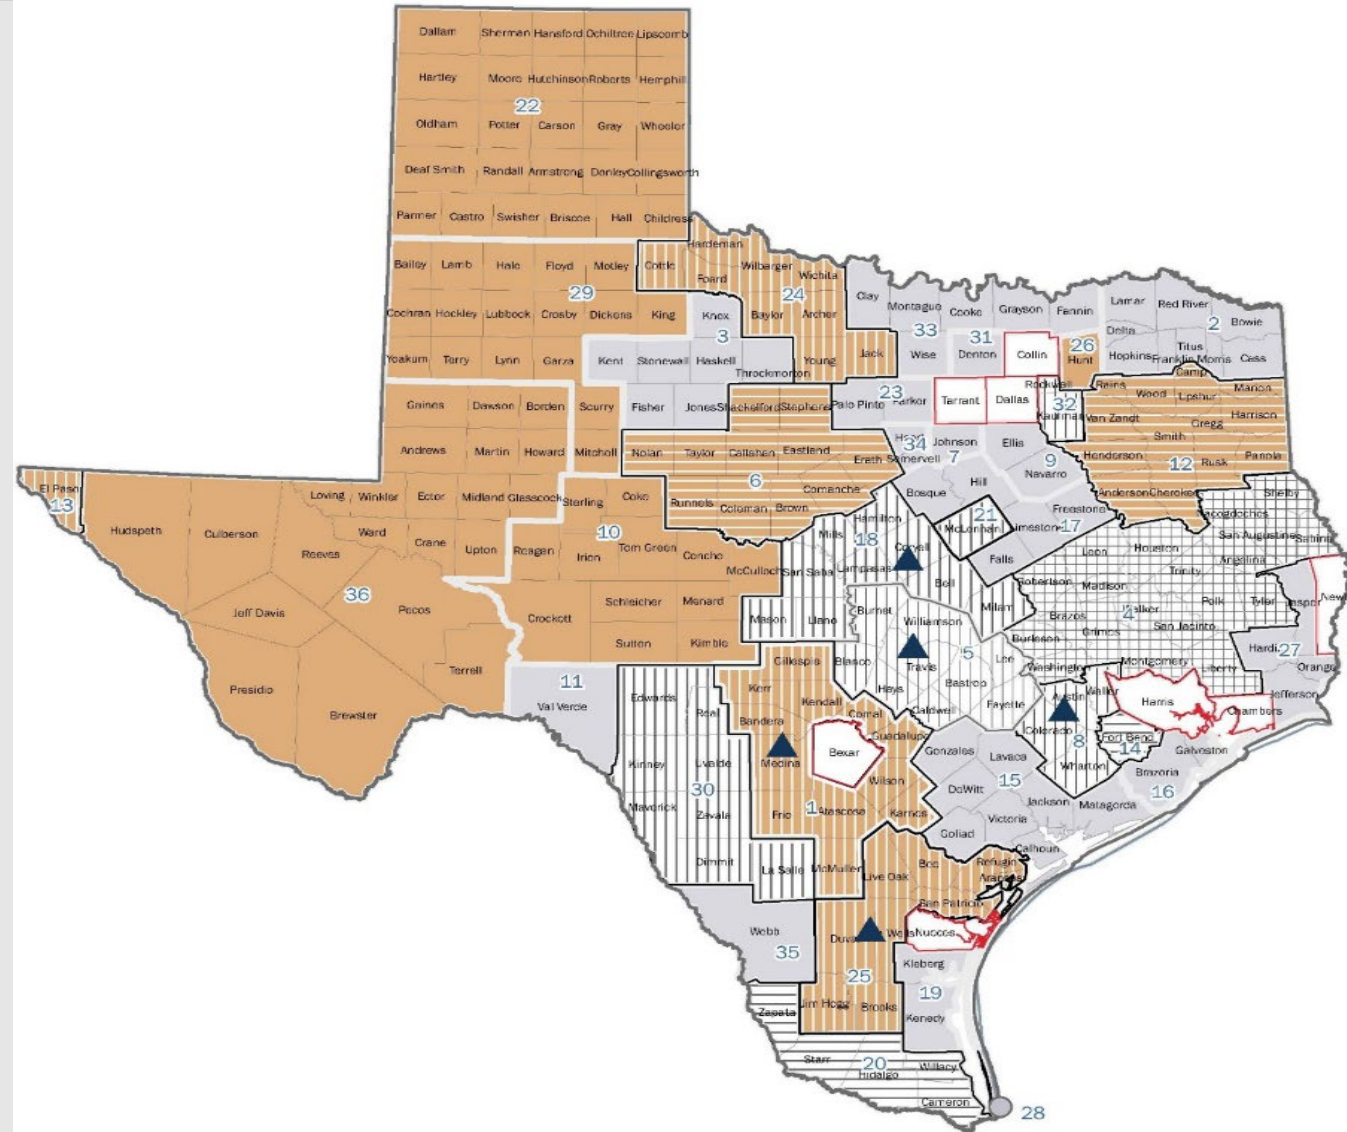 Dallam Sherman Hansford Ochiltree Lipscomb
Hartley Moore Hutchinson Roberts Hemphill
22
Oldham Potter Carson Gray Wheeler
Deaf Smith Randall Armstrong Donley Collingsworth
Parmer Castro Swisher Briscoe Hall Childress
Hardeman
Bailey Lamb Hale Floyd Motley Cottle Foard Wilbarger Wichita
29 24
Clay Montague Cooke Grayson Fannin Lamar Red River
Cochran Hockley Lubbock Crosby Dickens King Knox Baylor Archer
Delta 2 Bowie
3 33 31 26
Yoakum Terry Lynn Garza Kent Stonewall Haskell Young Jack Wise Denton Collin Hunt Hopkins Titus Franklin Morris Cass
Throckmorton
Camp
23 Rockwall Rains Wood Upshur Marion
Gaines Dawson Borden Scurry Fisher Jones Shackelford Stephens Palo Pinto Parker Tarrant Dallas 32 Kaufman Van Zandt Harrison
Gregg
Smith
Andrews Martin Howard Mitchell Nolan Taylor Callahan Eastland 34 Johnson Ellis Henderson Rusk Panola
Erath Somervell 7 9 12
Navarro
El Paso Loving Winkler Ector Midland Glasscock Sterling Coke Runnels 6 Coleman Brown Comanche Bosque Hill Anderson Cherokee Shelby
13
Hudspeth Culberson Ward 10 Hamilton 21 Freestone
Reeves Crane Upton Reagan Irion Tom Green Concho Mills 18 McLennan Limestone 17 San Augustine Sabine
McCulloch San Saba Lampasas Coryell Falls Leon Houston Angelina
36 Trinity
Jeff Davis Pecos Crockett Schleicher Menard Bell Robertson Madison
Mason Llano Burnet Milam Brazos Walker Polk Tyler Jasper
4
Williamson Grimes San Jacinto
Sutton Kimble Burleson
Hardin 27
Terrell Gillespie Blanco Travis 5 Lee Washington Montgomery Liberty Orange
Presidio Brewster 11 Kerr Hays Bastrop Austin Waller Harris Jefferson
Val Verde Edwards Real Kendall Caldwell Fayette Chambers
Bandera Comal Colorado Fort Bend
Guadalupe 8 14 Galveston
Kinney Uvalde Medina Bexar Gonzales Lavaca Wharton
Brazoria
30 Wilson 15 16
Maverick Zavala Frio 1 Atascosa Karnes DeWitt Jackson Matagorda
Victoria
Goliad
Calhoun
Dimmit La Salle McMullen Live Oak Bee Refugio
Aransas
San Patricio
Webb 35 Nueces
25 Kleberg
19
Zapata Jim Hogg Brooks Kenedy
Starr 20 Willacy
Hidalgo
Cameron 28